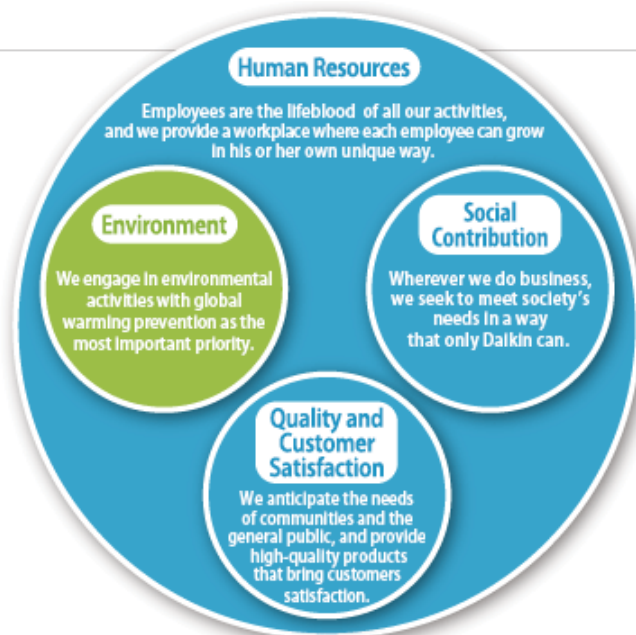 Human Resources
Employees are the lifeblood of all our activities,
and we provide a workplace where each employee can grow
in his or her own unique way.
Environment
We engage in environmental
activities with global
warming prevention as the
most important priority.
Social
Contribution
Wherever we do business,
we seek to meet society's
needs in a way
that only Daikin can.
Quality and
Customer
Satisfaction
We anticipate the needs
of communities and the
general public, and provide
high-quality products
that bring customers
satisfaction.